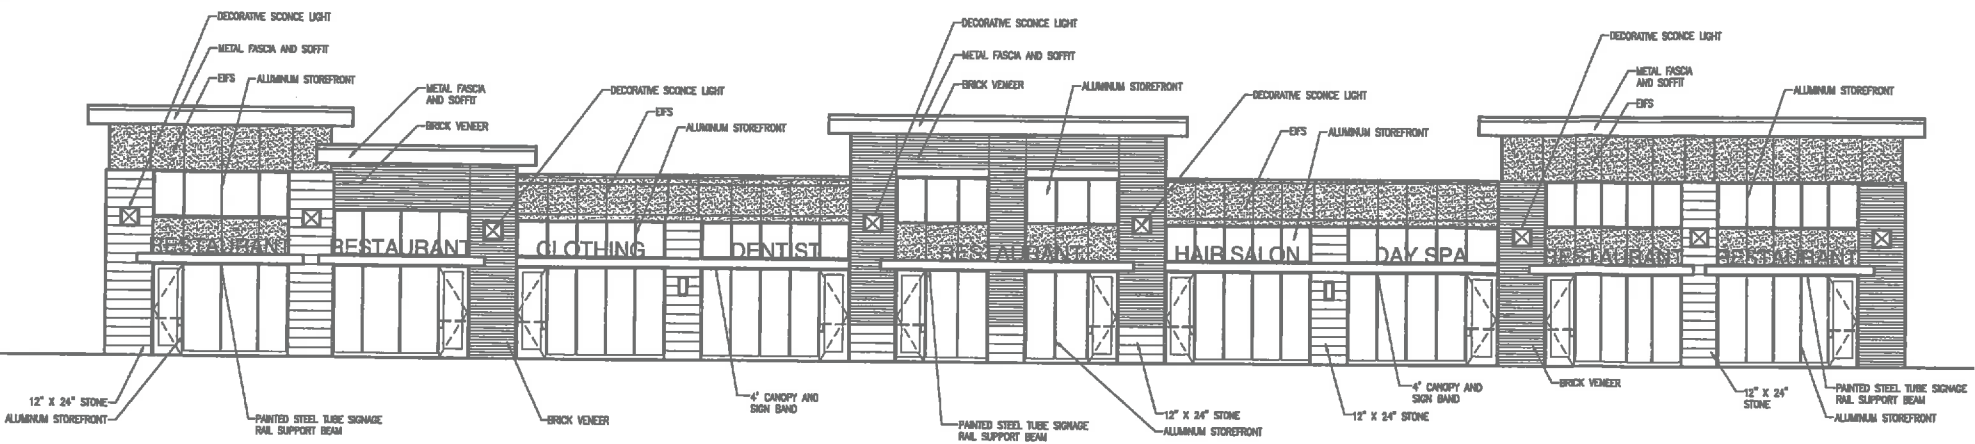 DECORATIVE SCONCE LIGHT
METAL FASCIA AND SOFFIT
EIFS
ALUMINUM STOREFRONT
METAL FASCIA
AND SOFFIT
BRICK VENEER
DECORATIVE SCONCE LIGHT
EIFS
ALUMINUM STOREFRONT
DECORATIVE SCONCE LIGHT
METAL FASCIA AND SOFFIT
BRICK VENEER
ALUMINUM STOREFRONT
DECORATIVE SCONCE LIGHT
EIFS
ALUMINUM STOREFRONT
DECORATIVE SCONCE LIGHT
METAL FASCIA
AND SOFFIT
EIFS
ALUMINUM STOREFRONT
RESTAURANT
RESTAURANT
CLOTHING
DENTIST
RESTAURANT
HAIR SALON
DAY SPA
RESTAURANT
RESTAURANT
12" X 24" STONE
ALUMINUM STOREFRONT
PAINTED STEEL TUBE SIGNAGE
RAIL SUPPORT BEAM
BRICK VENEER
4' CANOPY AND
SIGN BAND
PAINTED STEEL TUBE SIGNAGE
RAIL SUPPORT BEAM
12" X 24" STONE
ALUMINUM STOREFRONT
12" X 24" STONE
4' CANOPY AND
SIGN BAND
BRICK VENEER
12" X 24"
STONE
PAINTED STEEL TUBE SIGNAGE
RAIL SUPPORT BEAM
ALUMINUM STOREFRONT